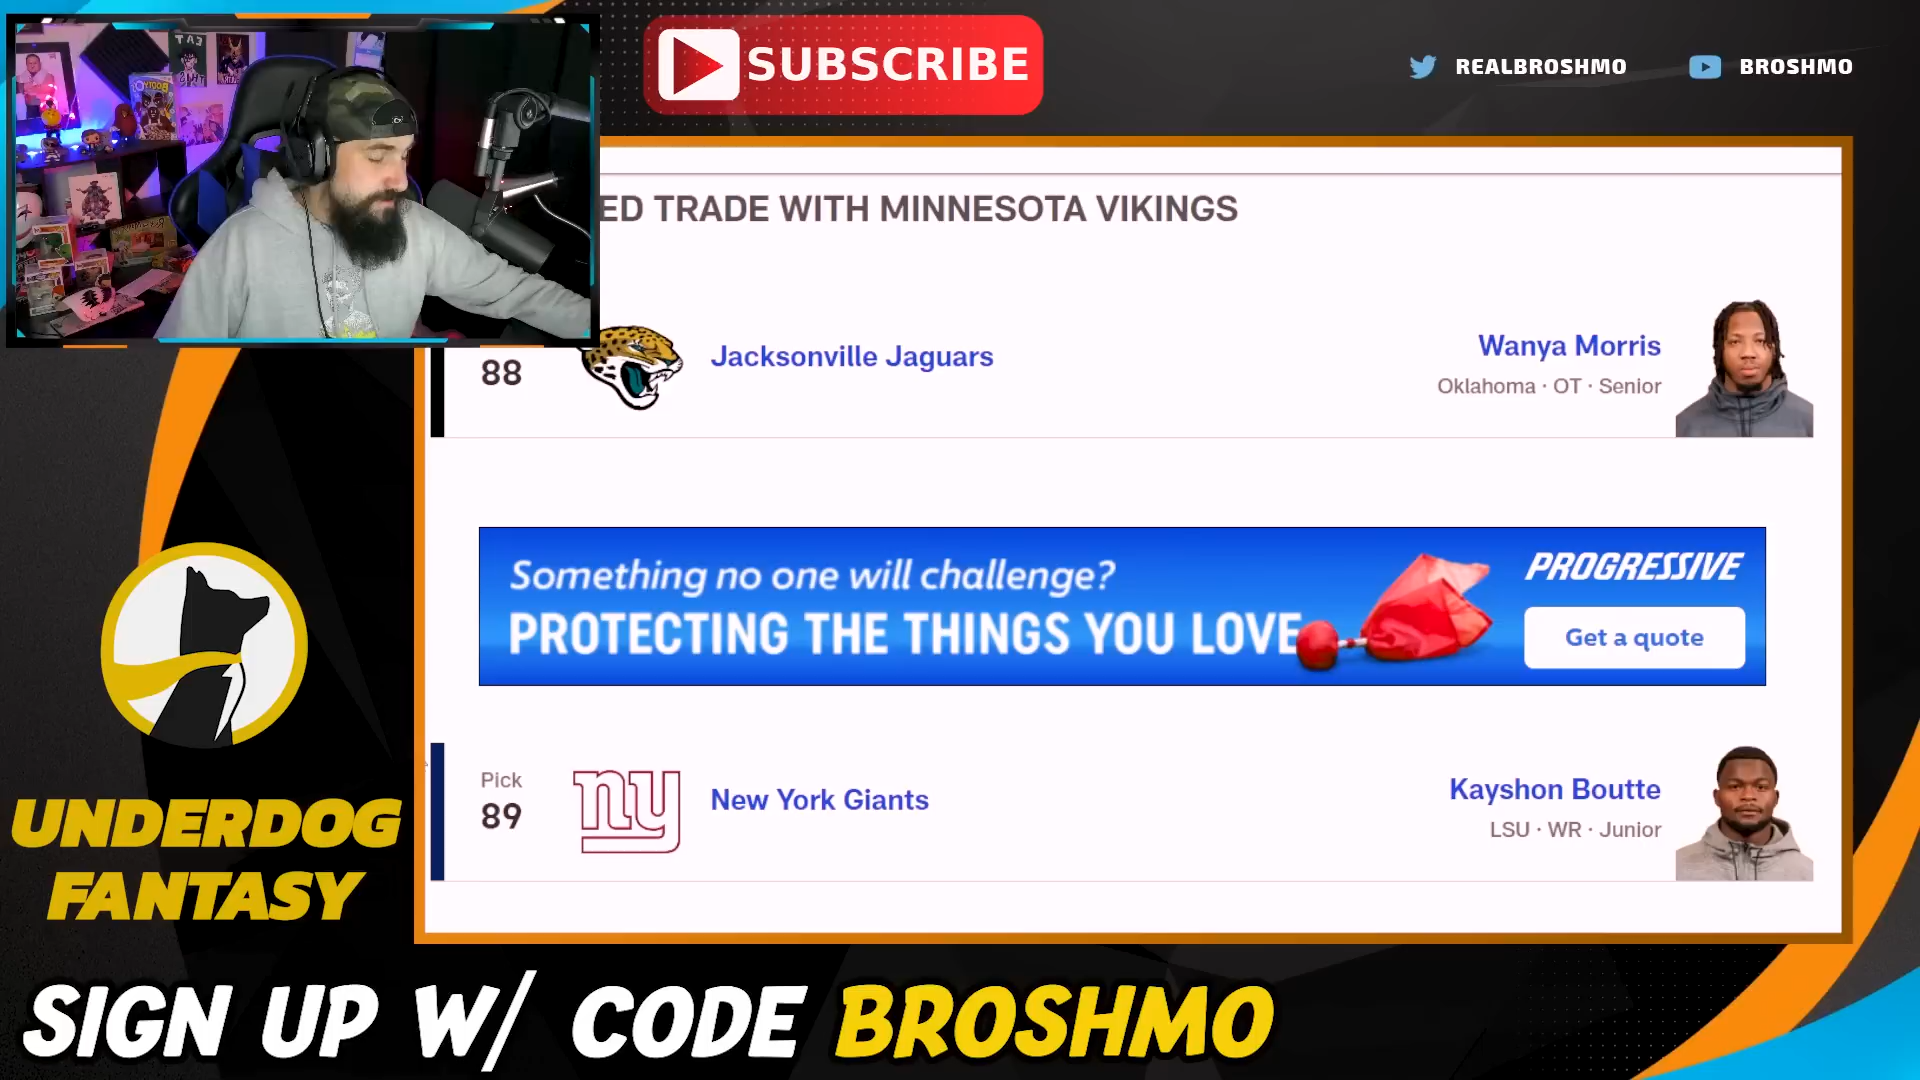 SUBSCRIBE
REALBROSHMO
BROSHMO
ED TRADE WITH MINNESOTA VIKINGS
88
Jacksonville Jaguars
Wanya Morris
Oklahoma · OT · Senior
Something no one will challenge?
PROTECTING THE THINGS YOU LOVE
PROGRESSIVE
Get a quote
Pick
89
ny
New York Giants
Kayshon Boutte
LSU · WR · Junior
UNDERDOG
FANTASY
SIGN UP W/ CODE BROSHMO